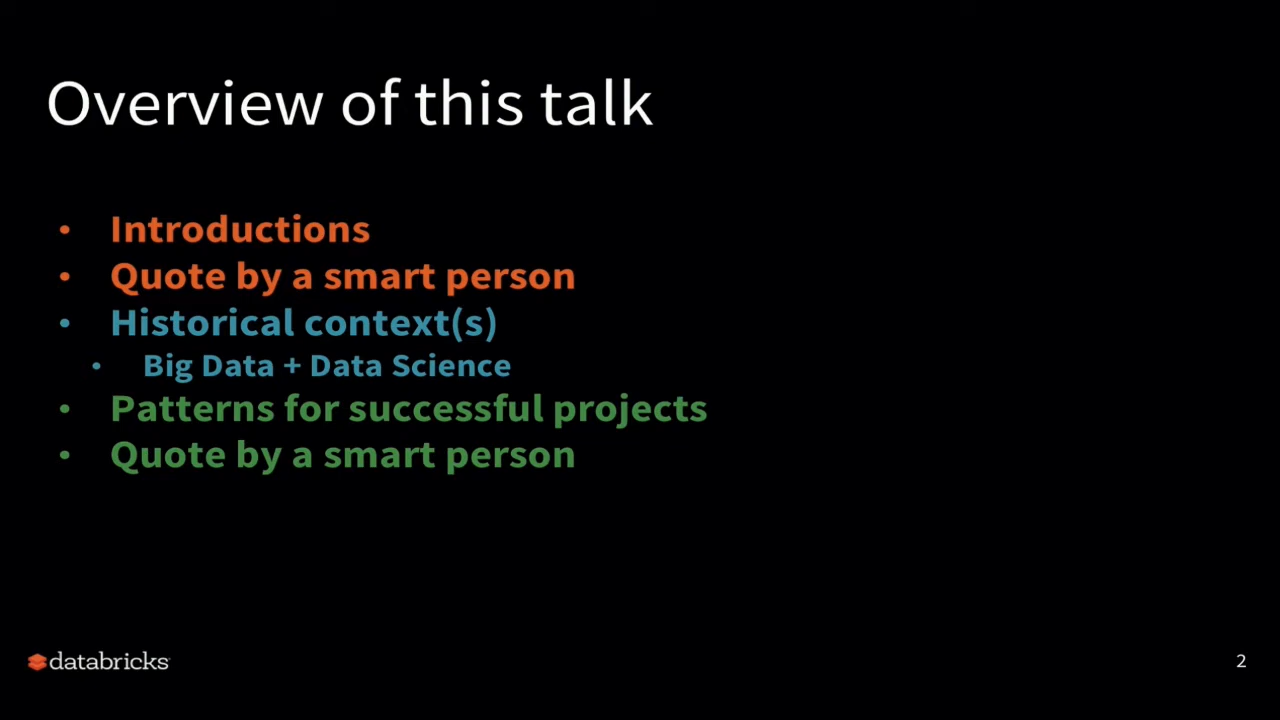 Overview of this talk
• Introductions
• Quote by a smart person
• Historical context(s)
• Big Data + Data Science
• Patterns for successful projects
• Quote by a smart person
databricks
2